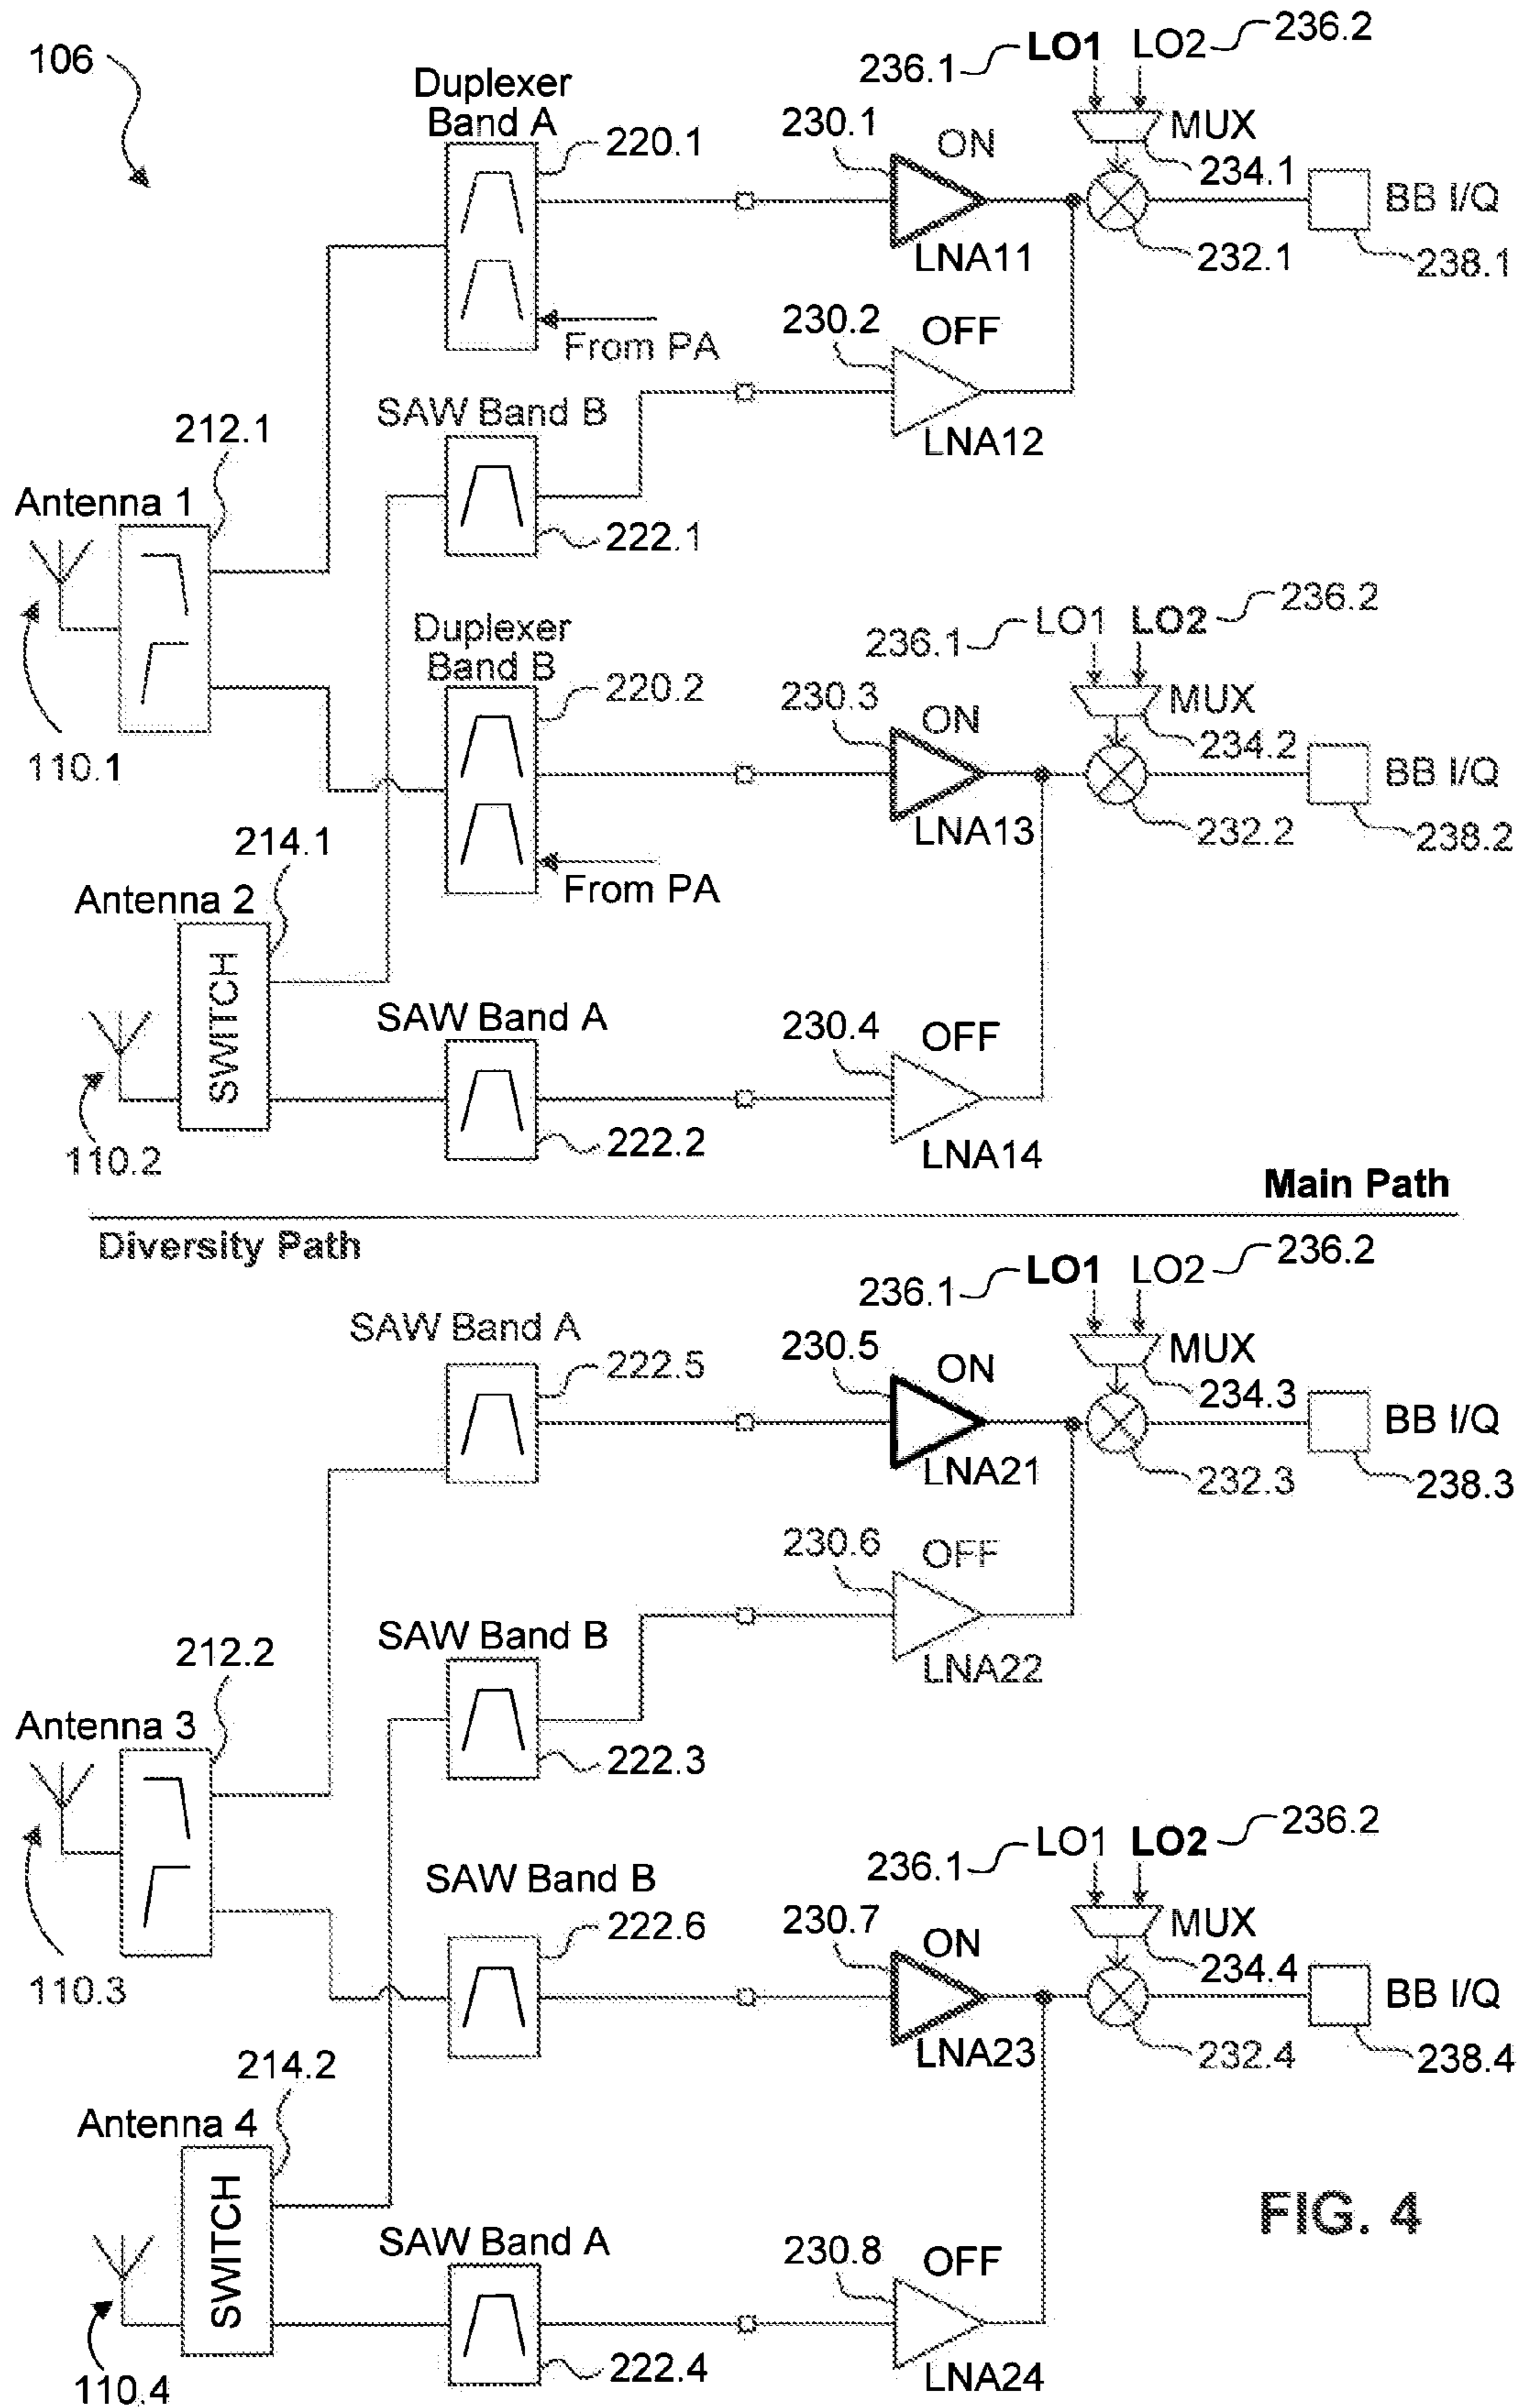 106
Duplexer
Band A
220.1
236.1
LO1
LO2
236.2
230.1
ON
MUX
234.1
BB I/Q
LNA11
232.1
238.1
From PA
230.2
OFF
SAW Band B
LNA12
212.1
222.1
Antenna 1
110.1
Duplexer
Band B
220.2
236.1
LO1
LO2
236.2
230.3
ON
MUX
234.2
BB I/Q
LNA13
232.2
238.2
214.1
Antenna 2
From PA
SWITCH
SAW Band A
230.4
OFF
110.2
222.2
LNA14
Main Path
Diversity Path
236.1
LO1
LO2
236.2
SAW Band A
222.5
230.5
ON
MUX
234.3
BB I/Q
LNA21
232.3
238.3
230.6
OFF
SAW Band B
LNA22
212.2
222.3
Antenna 3
110.3
236.1
LO1
LO2
236.2
SAW Band B
222.6
230.7
ON
MUX
234.4
BB I/Q
LNA23
232.4
238.4
214.2
Antenna 4
SWITCH
SAW Band A
230.8
OFF
110.4
222.4
LNA24
FIG. 4